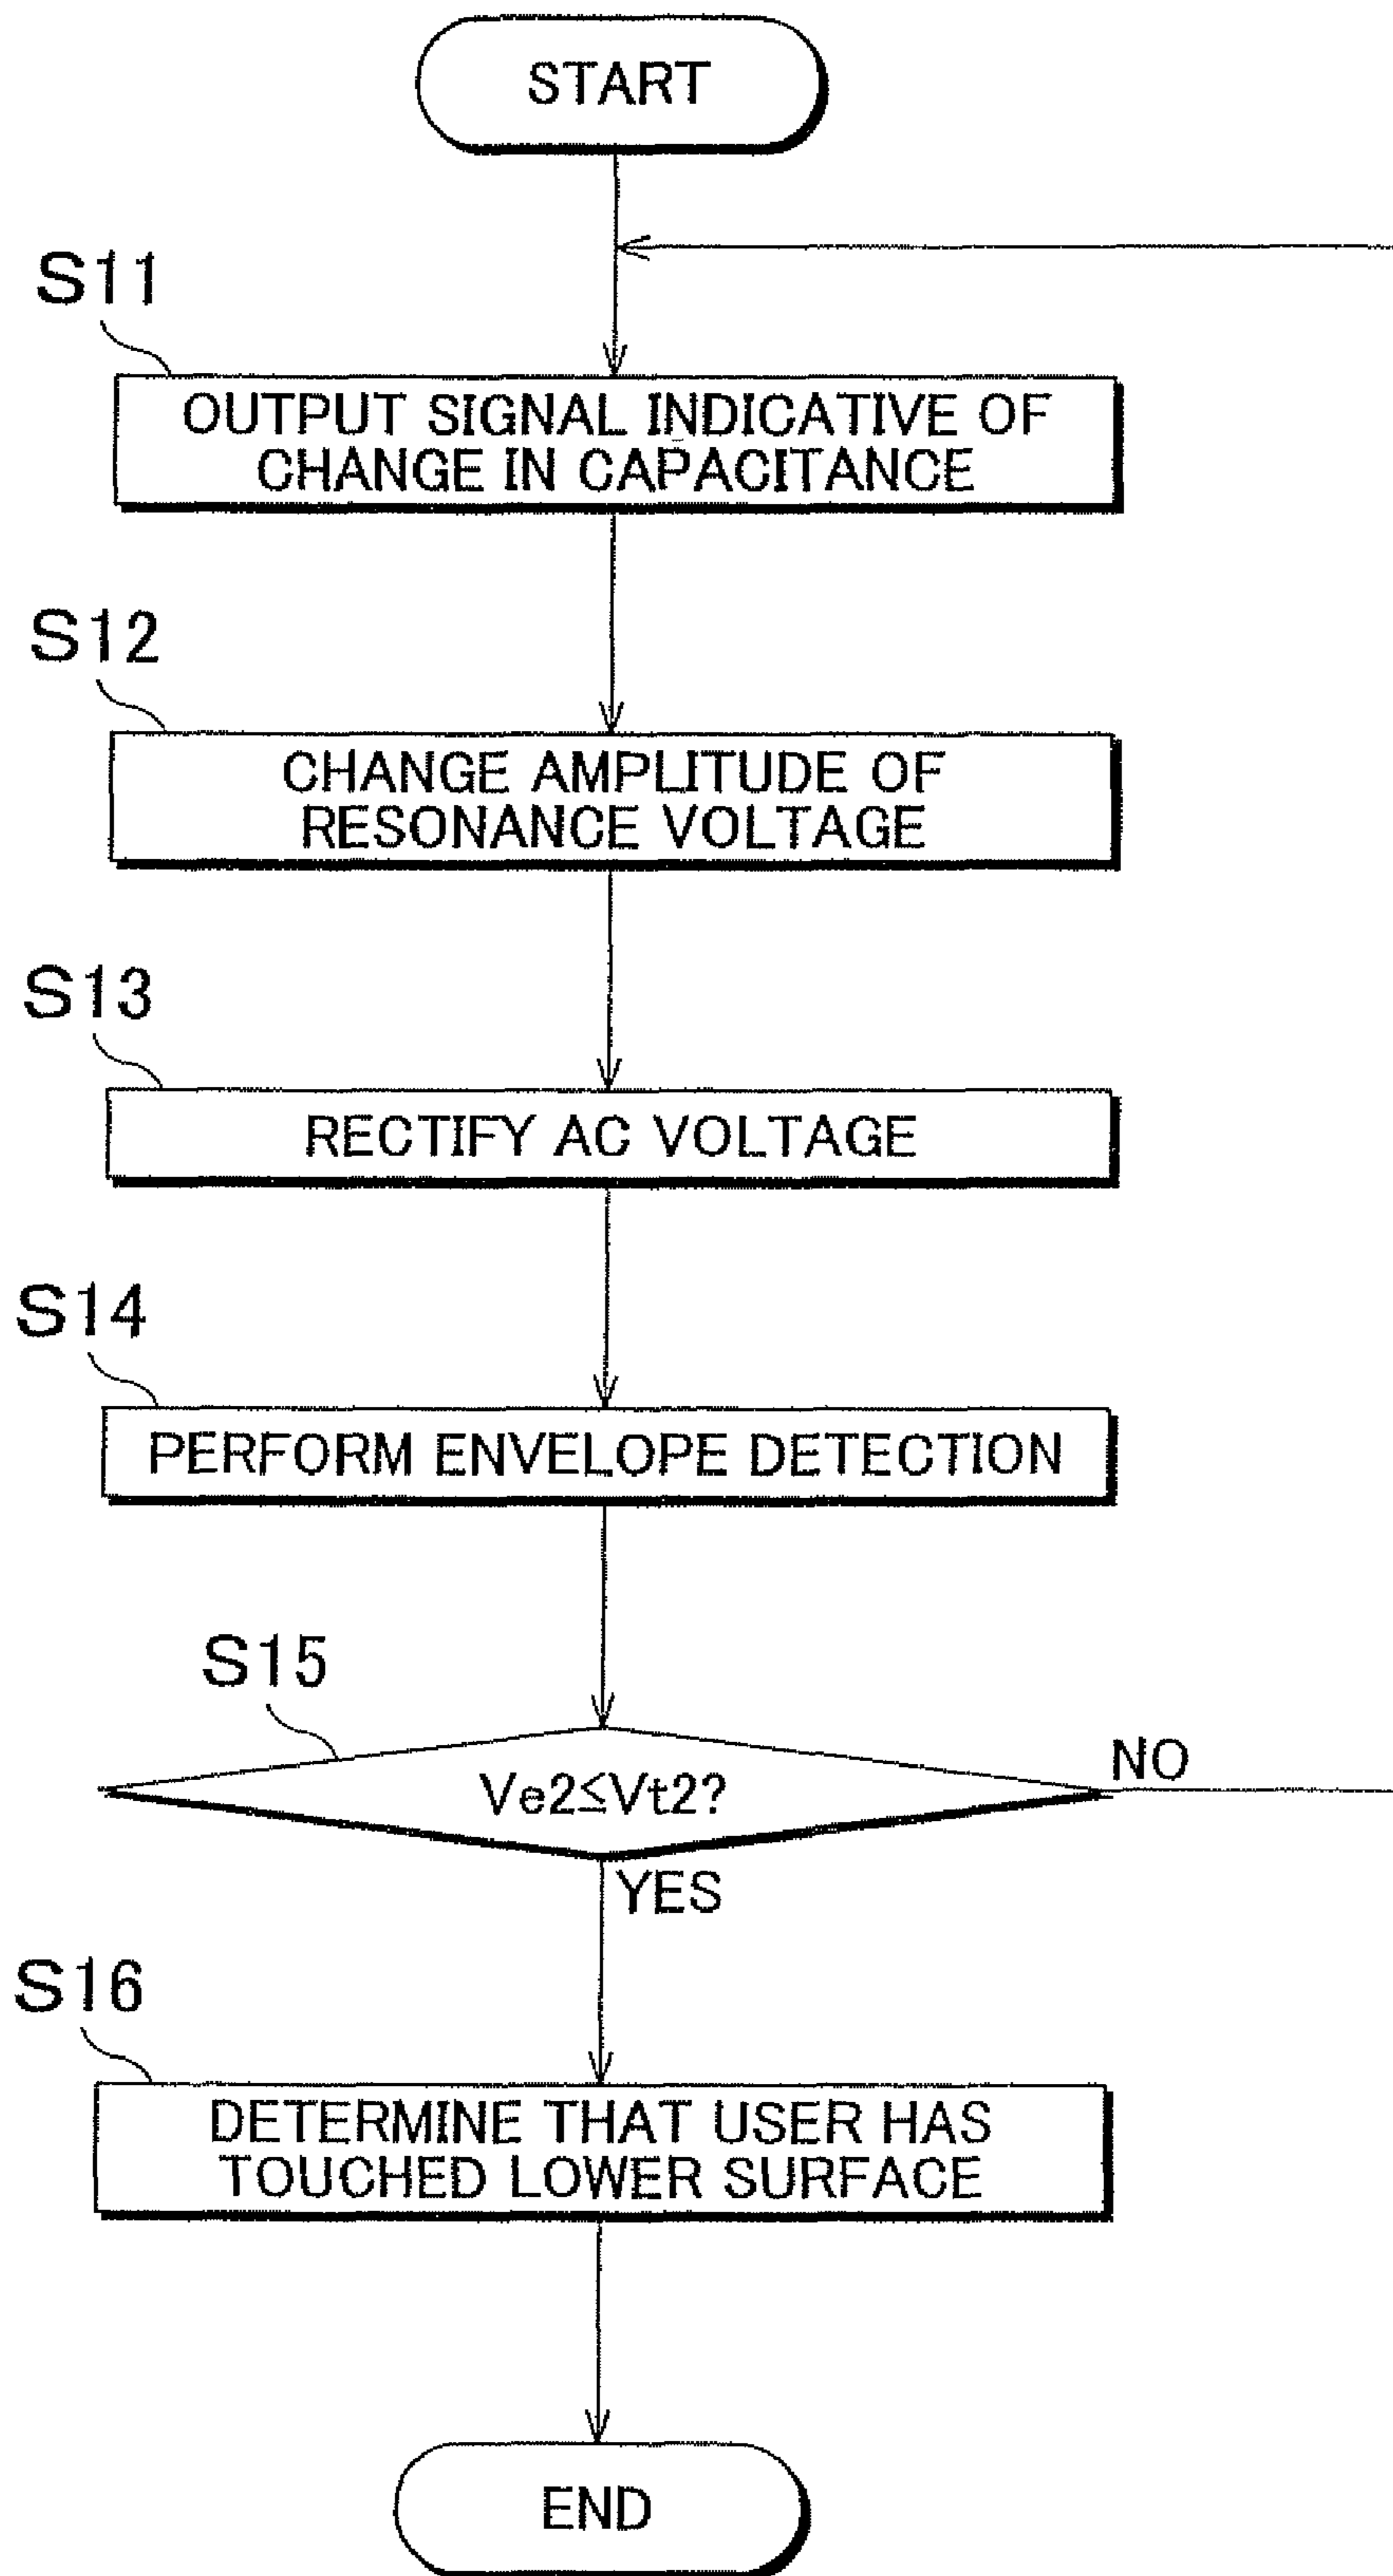 START
S11
OUTPUT SIGNAL INDICATIVE OF
CHANGE IN CAPACITANCE
S12
CHANGE AMPLITUDE OF
RESONANCE VOLTAGE
S13
RECTIFY AC VOLTAGE
S14
PERFORM ENVELOPE DETECTION
S15
Ve2≤Vt2?
NO
YES
S16
DETERMINE THAT USER HAS
TOUCHED LOWER SURFACE
END